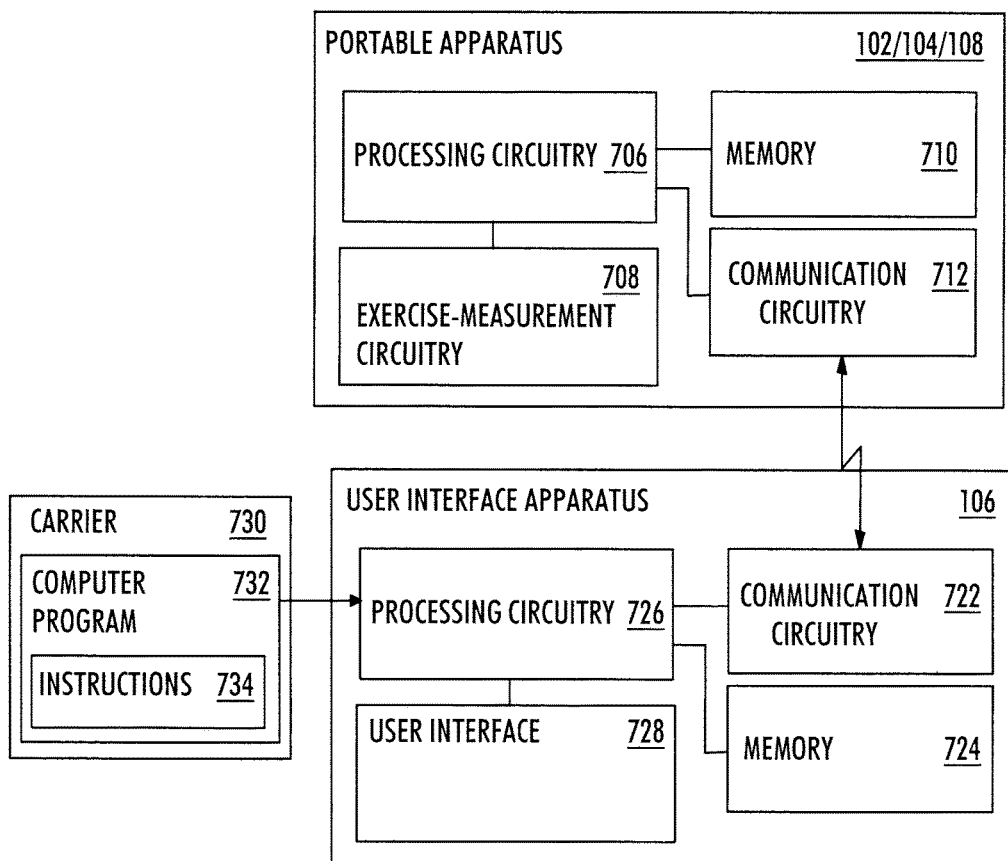 PORTABLE APPARATUS 102/104/108
PROCESSING CIRCUITRY 706
MEMORY 710
708
EXERCISE-MEASUREMENT
CIRCUITRY
COMMUNICATION 712
CIRCUITRY
USER INTERFACE APPARATUS 106
CARRIER 730
COMPUTER 732
PROGRAM
INSTRUCTIONS 734
PROCESSING CIRCUITRY 726
COMMUNICATION 722
CIRCUITRY
USER INTERFACE 728
MEMORY 724